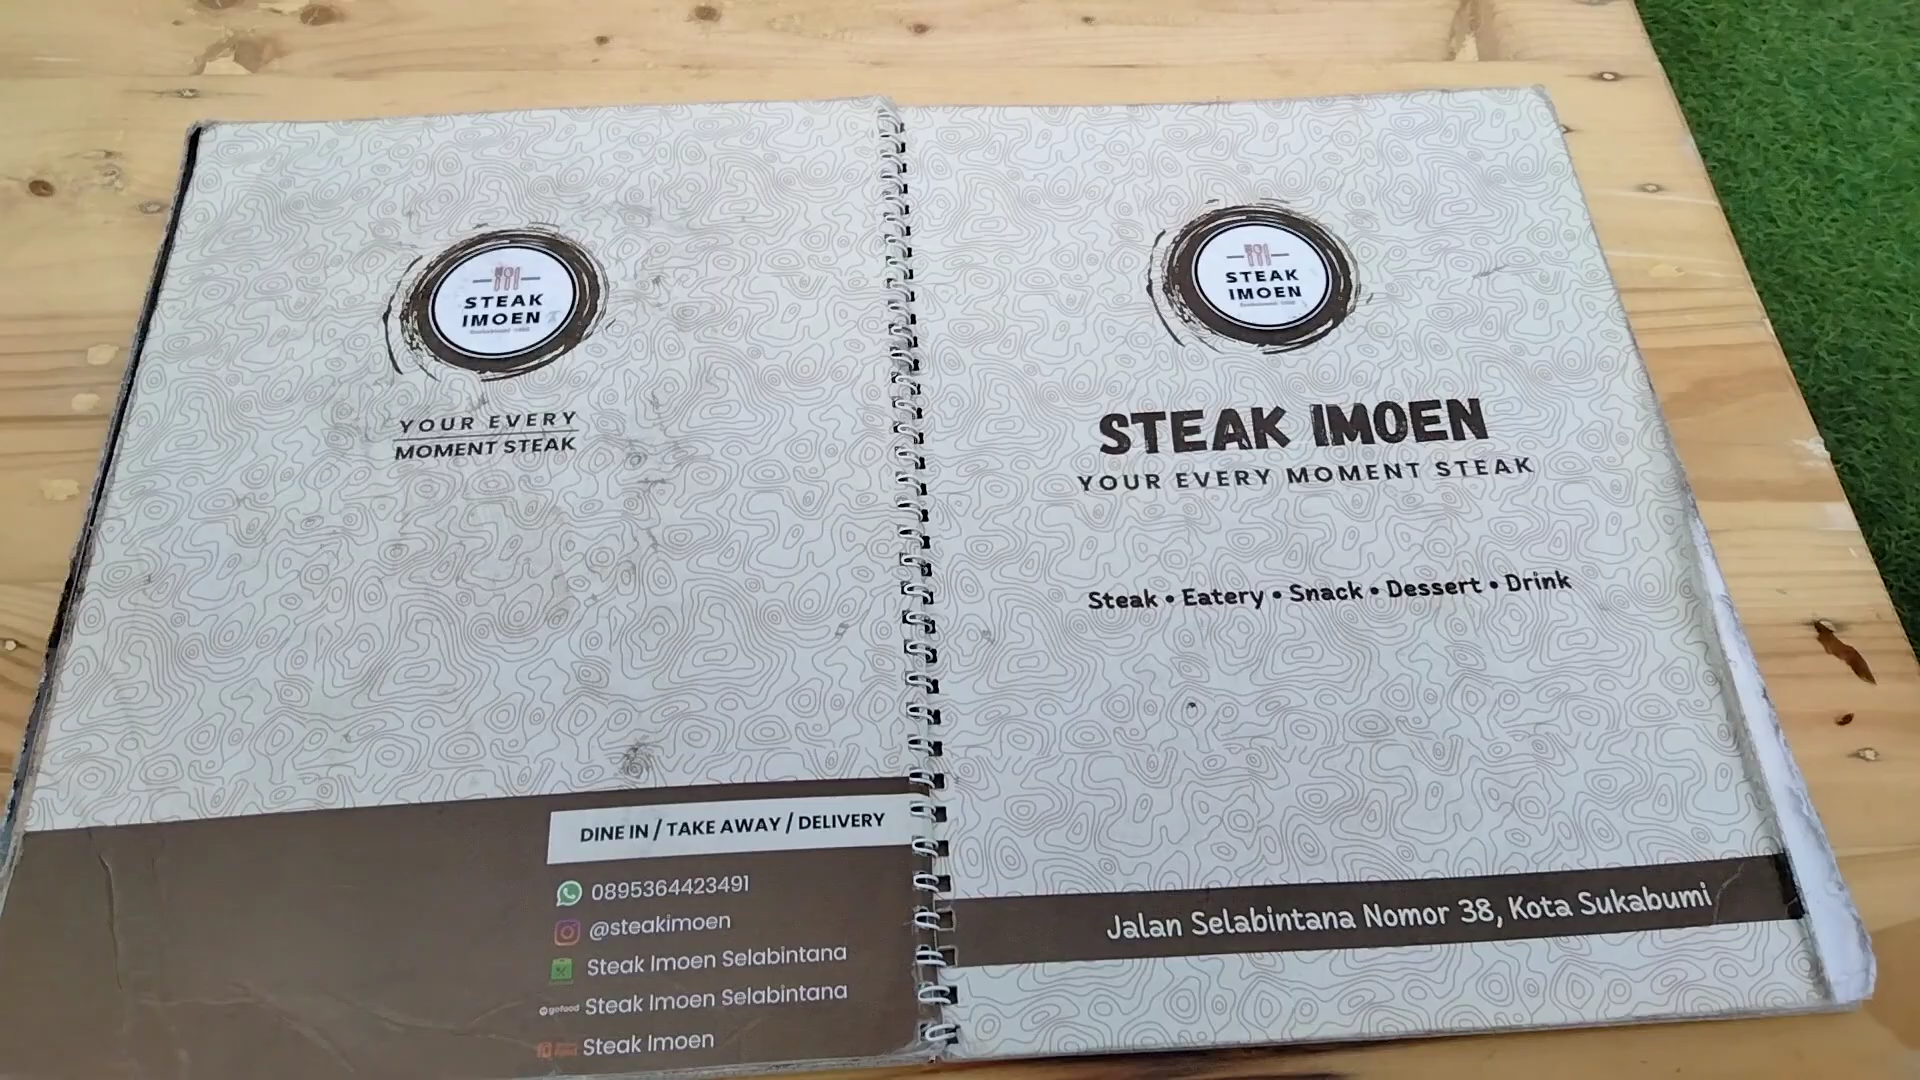 STEAK
IMOEN
YOUR EVERY
MOMENT STEAK
DINE IN / TAKE AWAY / DELIVERY
0895364423491
@steakimoen
Steak Imoen Selabintana
gofood Steak Imoen Selabintana
Steak Imoen
STEAK
IMOEN
STEAK IMOEN
YOUR EVERY MOMENT STEAK
Steak • Eatery • Snack • Dessert • Drink
Jalan Selabintana Nomor 38, Kota Sukabumi